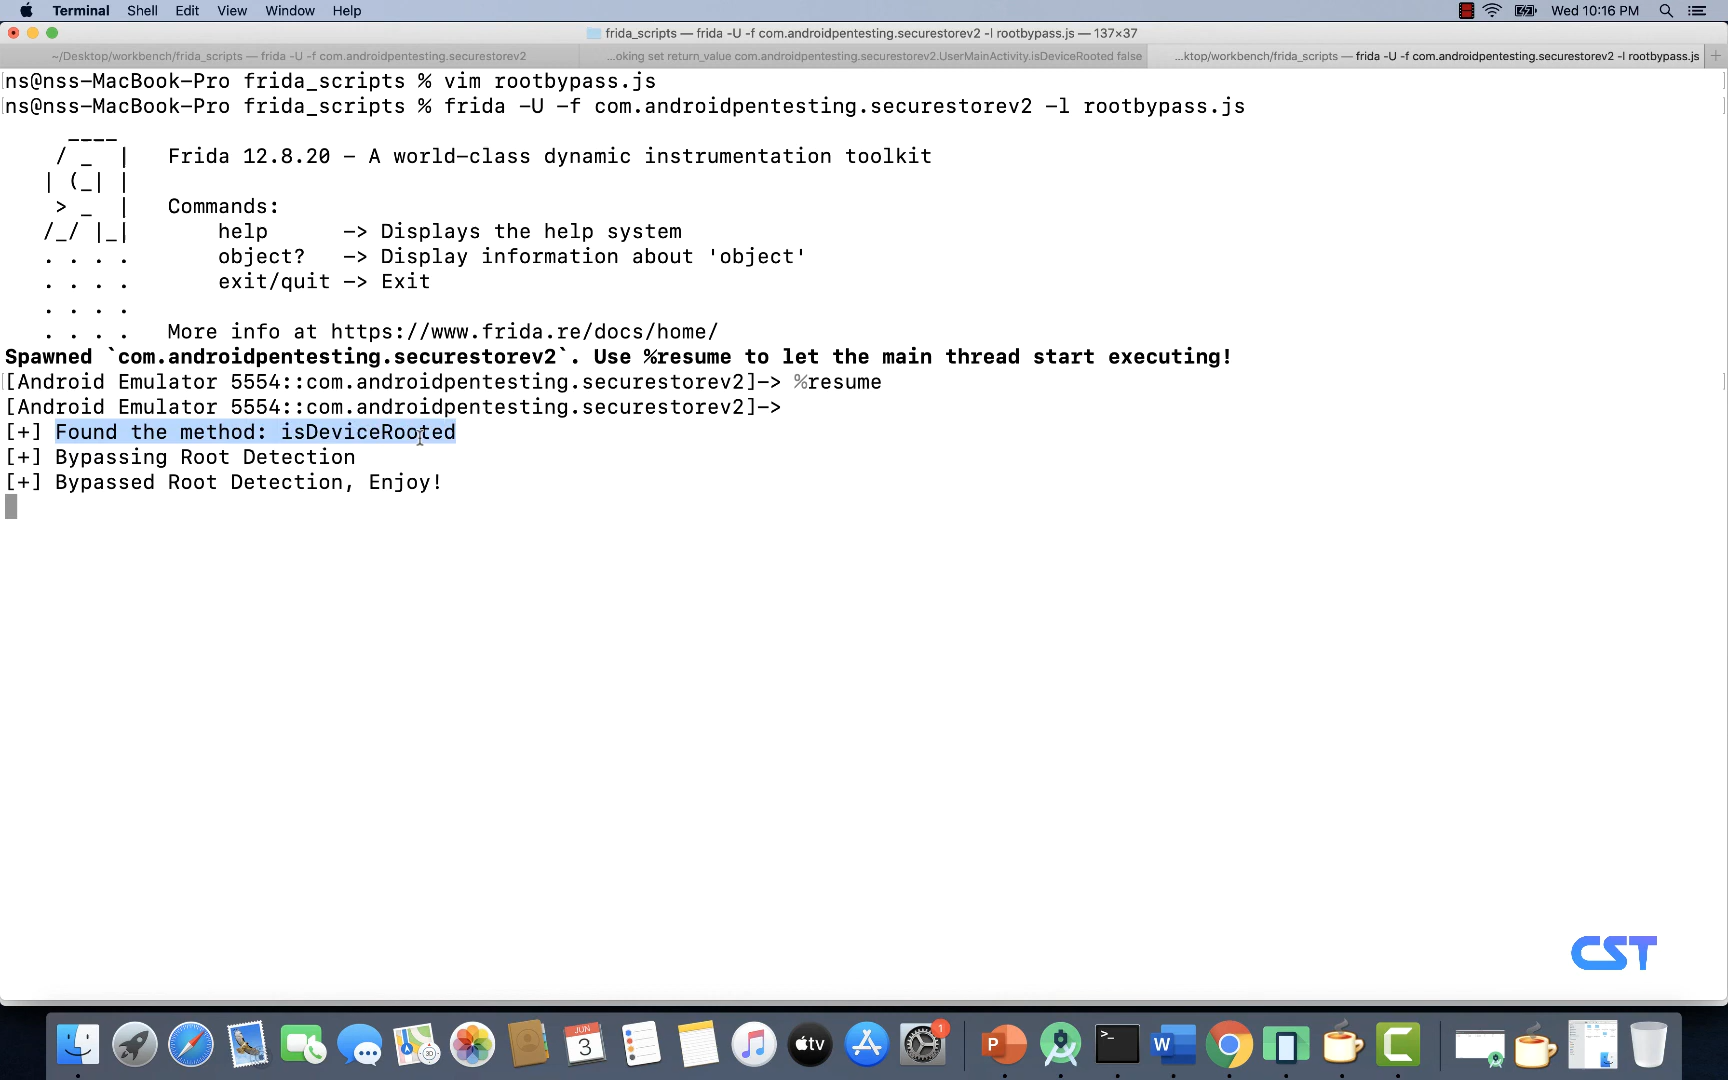 Terminal Shell Edit View Window Help Wed 10:16 PM
frida_scripts — frida -U -f com.androidpentesting.securestorev2 -l rootbypass.js — 137×37
~/Desktop/workbench/frida_scripts — frida -U -f com.androidpentesting.securestorev2 ...oking set return_value com.androidpentesting.securestorev2.UserMainActivity.isDeviceRooted false ...ktop/workbench/frida_scripts — frida -U -f com.androidpentesting.securestorev2 -l rootbypass.js +
[ns@nss-MacBook-Pro frida_scripts % vim rootbypass.js ]
[ns@nss-MacBook-Pro frida_scripts % frida -U -f com.androidpentesting.securestorev2 -l rootbypass.js ]
     ____
    / _  |   Frida 12.8.20 - A world-class dynamic instrumentation toolkit
   | (_| |
    > _  |   Commands:
   /_/ |_|       help      -> Displays the help system
   . . . .       object?   -> Display information about 'object'
   . . . .       exit/quit -> Exit
   . . . .
   . . . .   More info at https://www.frida.re/docs/home/
Spawned `com.androidpentesting.securestorev2`. Use %resume to let the main thread start executing!
[[Android Emulator 5554::com.androidpentesting.securestorev2]-> %resume ]
[Android Emulator 5554::com.androidpentesting.securestorev2]->
[+] Found the method: isDeviceRooted
[+] Bypassing Root Detection
[+] Bypassed Root Detection, Enjoy!
CST
JUN
3
3D
tv
1
P
>_
W
C